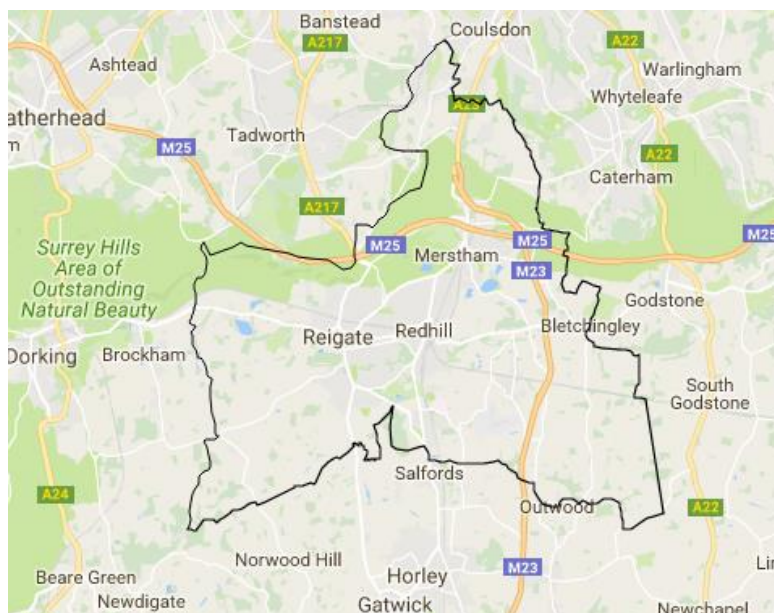 Banstead
Coulsdon
A22
A217
Ashtead
Warlingham
A23
Whyteleafe
atherhead
Tadworth
m
M25
A22
Caterham
A217
M25
M25
M25
Surrey Hills
Area of
Outstanding
Natural Beauty
Merstham
M23
Godstone
Reigate
Redhill
Bletchingley
Dorking
Brockham
South
Godstone
Salfords
A24
Outwood
A22
Norwood Hill
M23
Lin
Beare Green
Horley
Newdigate
Gatwick
Newchapel